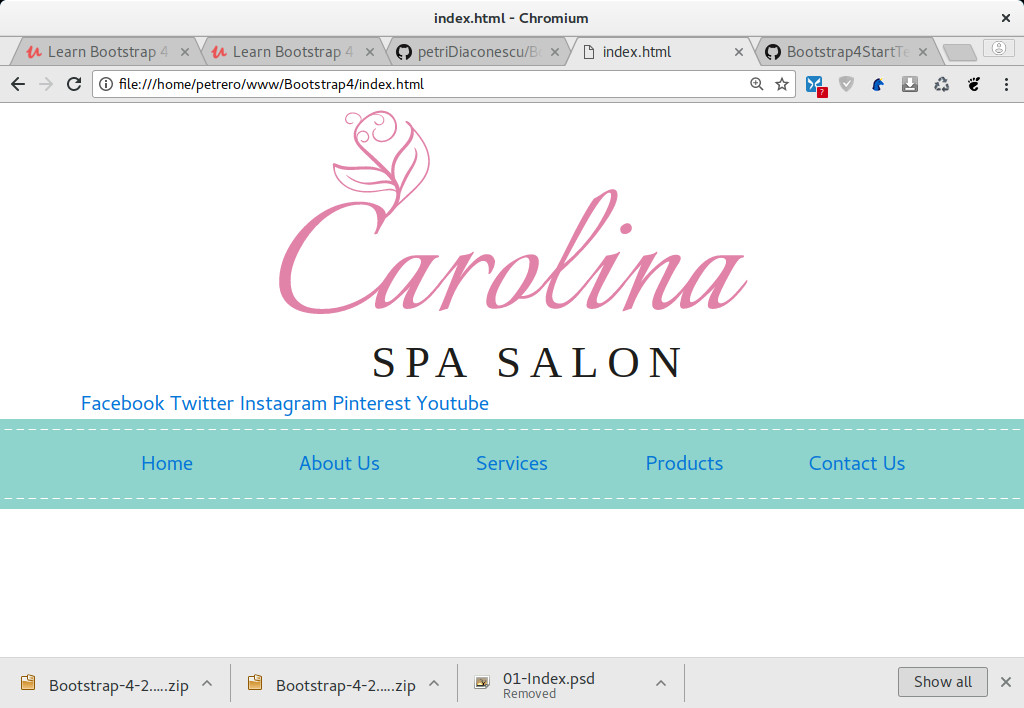 index.html - Chromium
Learn Bootstrap 4
Learn Bootstrap 4
petriDiaconescu/B
index.html
Bootstrap4StartTe
file:///home/petrero/www/Bootstrap4/index.html
?
Carolina
SPA SALON
Facebook Twitter Instagram Pinterest Youtube
Home About Us Services Products Contact Us
Bootstrap-4-2.....zip
Bootstrap-4-2.....zip
01-Index.psd
Removed
Show all